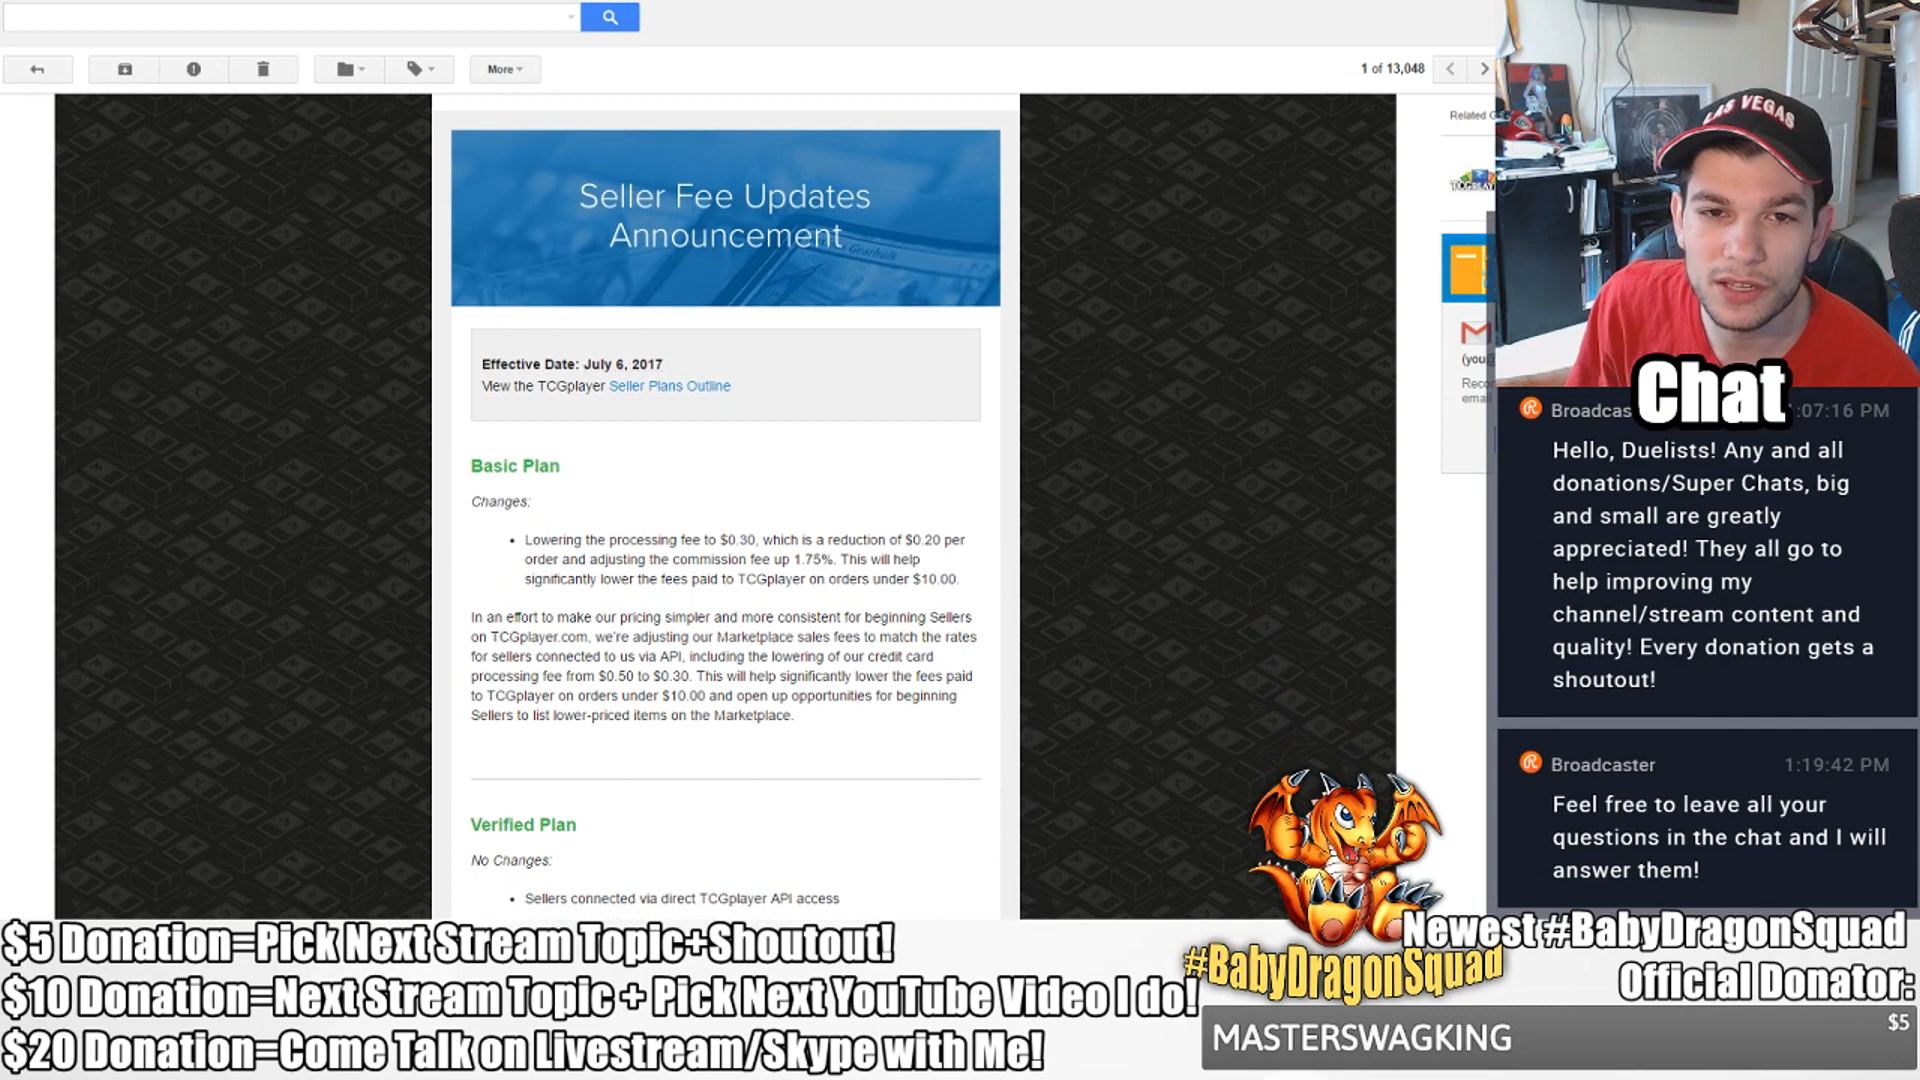 More
1 of 13,048
Related G
LAS VEGAS
TCGPLAY
Seller Fee Updates
Announcement
Effective Date: July 6, 2017
View the TCGplayer Seller Plans Outline
Basic Plan
Changes:
• Lowering the processing fee to $0.30, which is a reduction of $0.20 per
order and adjusting the commission fee up 1.75%. This will help
significantly lower the fees paid to TCGplayer on orders under $10.00.
In an effort to make our pricing simpler and more consistent for beginning Sellers
on TCGplayer.com, we're adjusting our Marketplace sales fees to match the rates
for sellers connected to us via API, including the lowering of our credit card
processing fee from $0.50 to $0.30. This will help significantly lower the fees paid
to TCGplayer on orders under $10.00 and open up opportunities for beginning
Sellers to list lower-priced items on the Marketplace.
Verified Plan
No Changes:
• Sellers connected via direct TCGplayer API access
(you@
Reco
email
Chat
Broadcas :07:16 PM
Hello, Duelists! Any and all
donations/Super Chats, big
and small are greatly
appreciated! They all go to
help improving my
channel/stream content and
quality! Every donation gets a
shoutout!
Broadcaster 1:19:42 PM
Feel free to leave all your
questions in the chat and I will
answer them!
$5 Donation=Pick Next Stream Topic+Shoutout!
$10 Donation=Next Stream Topic + Pick Next YouTube Video I do!
$20 Donation=Come Talk on Livestream/Skype with Me!
#BabyDragonSquad
Newest #BabyDragonSquad
Official Donator:
MASTERSWAGKING $5